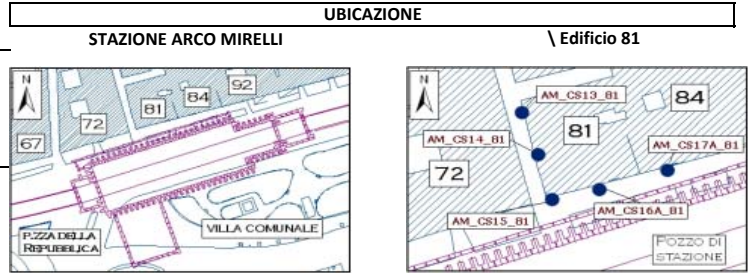 UBICAZIONE
STAZIONE ARCO MIRELLI
\ Edificio 81
N
67
72
81
84
92
P.ZZA DELLA
REPUBBLICA
VILLA COMUNALE
N
AM_CS13_81
84
81
AM_CS14_81
AM_CS17A_81
72
AM_CS15_81
AM_CS16A_81
POZZO DI
STAZIONE